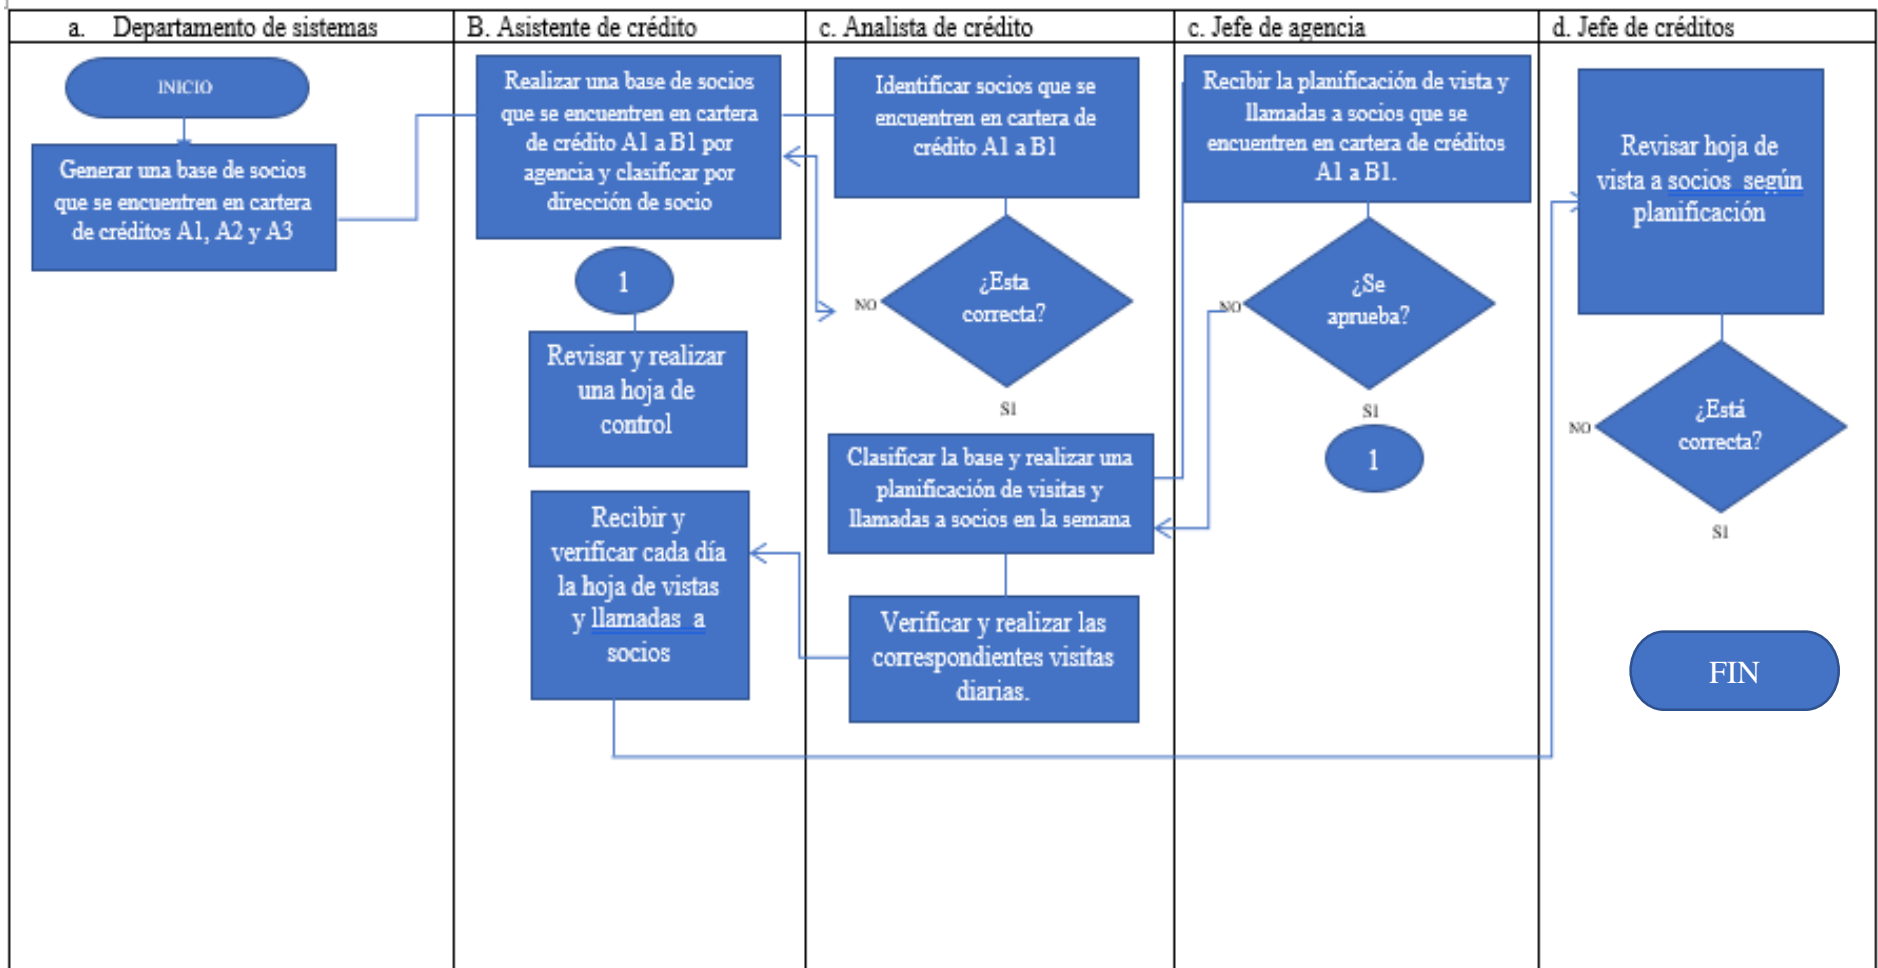 a. Departamento de sistemas
B. Asistente de crédito
c. Analista de crédito
c. Jefe de agencia
d. Jefe de créditos
INICIO
Generar una base de socios
que se encuentren en cartera
de créditos A1, A2 y A3
Realizar una base de socios
que se encuentren en cartera
de crédito A1 a B1 por
agencia y clasificar por
dirección de socio
1
Revisar y realizar
una hoja de
control
Recibir y
verificar cada día
la hoja de vistas
y llamadas a
socios
Identificar socios que se
encuentren en cartera de
crédito A1 a B1
¿Esta
correcta?
NO
SI
Clasificar la base y realizar una
planificación de visitas y
llamadas a socios en la semana
Verificar y realizar las
correspondientes visitas
diarias.
Recibir la planificación de vista y
llamadas a socios que se
encuentren en cartera de créditos
A1 a B1.
¿Se
aprueba?
NO
SI
1
Revisar hoja de
vista a socios según
planificación
¿Está
correcta?
NO
SI
FIN